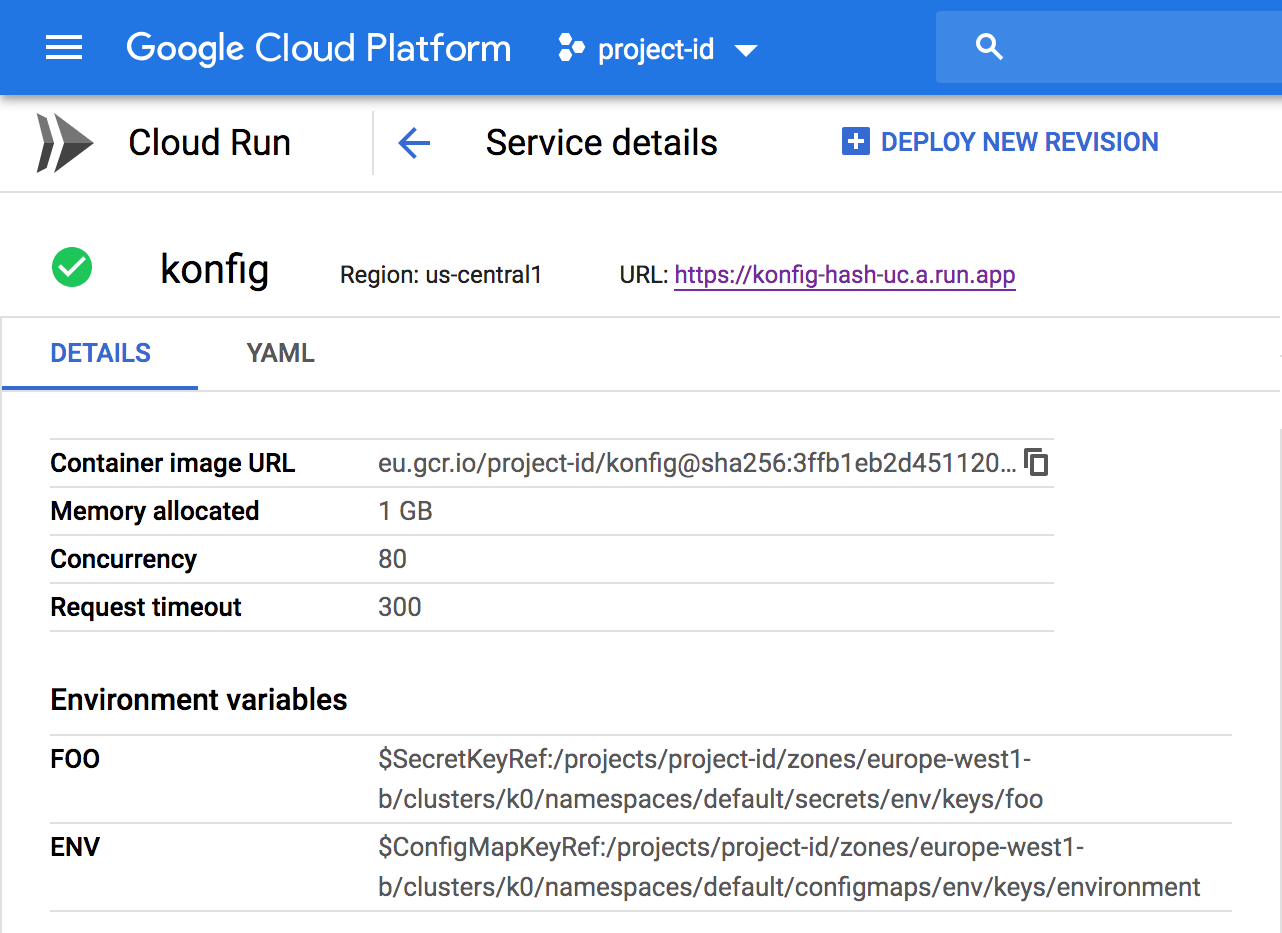 Google Cloud Platform project-id
Cloud Run Service details DEPLOY NEW REVISION
konfig Region: us-central1 URL: https://konfig-hash-uc.a.run.app
DETAILS YAML
Container image URL eu.gcr.io/project-id/konfig@sha256:3ffb1eb2d451120...
Memory allocated 1 GB
Concurrency 80
Request timeout 300
Environment variables
FOO $SecretKeyRef:/projects/project-id/zones/europe-west1-
b/clusters/k0/namespaces/default/secrets/env/keys/foo
ENV $ConfigMapKeyRef:/projects/project-id/zones/europe-west1-
b/clusters/k0/namespaces/default/configmaps/env/keys/environment